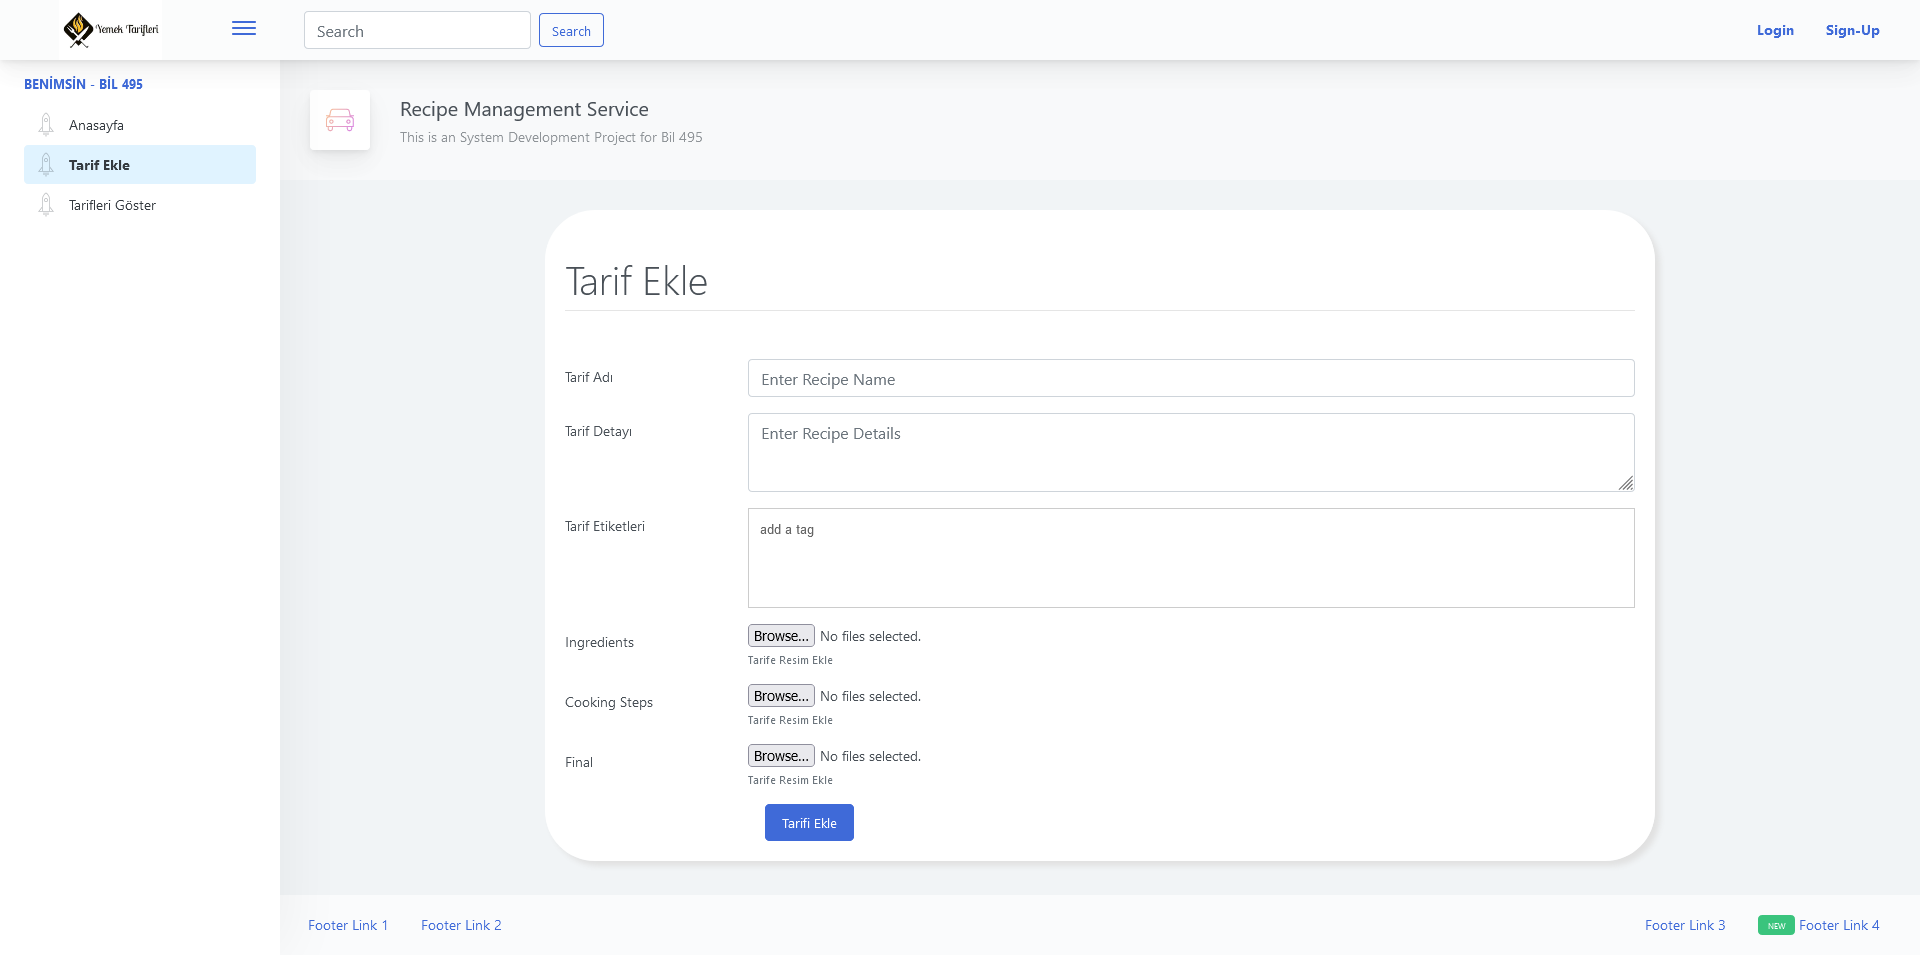 Yemek Tarifleri
Search
Search
Login
Sign-Up
BENİMSİN - BİL 495
Anasayfa
Tarif Ekle
Tarifleri Göster
Recipe Management Service
This is an System Development Project for Bil 495
Tarif Ekle
Tarif Adı
Enter Recipe Name
Tarif Detayı
Enter Recipe Details
Tarif Etiketleri
add a tag
Ingredients
Browse... No files selected.
Tarife Resim Ekle
Cooking Steps
Browse... No files selected.
Tarife Resim Ekle
Final
Browse... No files selected.
Tarife Resim Ekle
Tarifi Ekle
Footer Link 1
Footer Link 2
Footer Link 3
NEW Footer Link 4